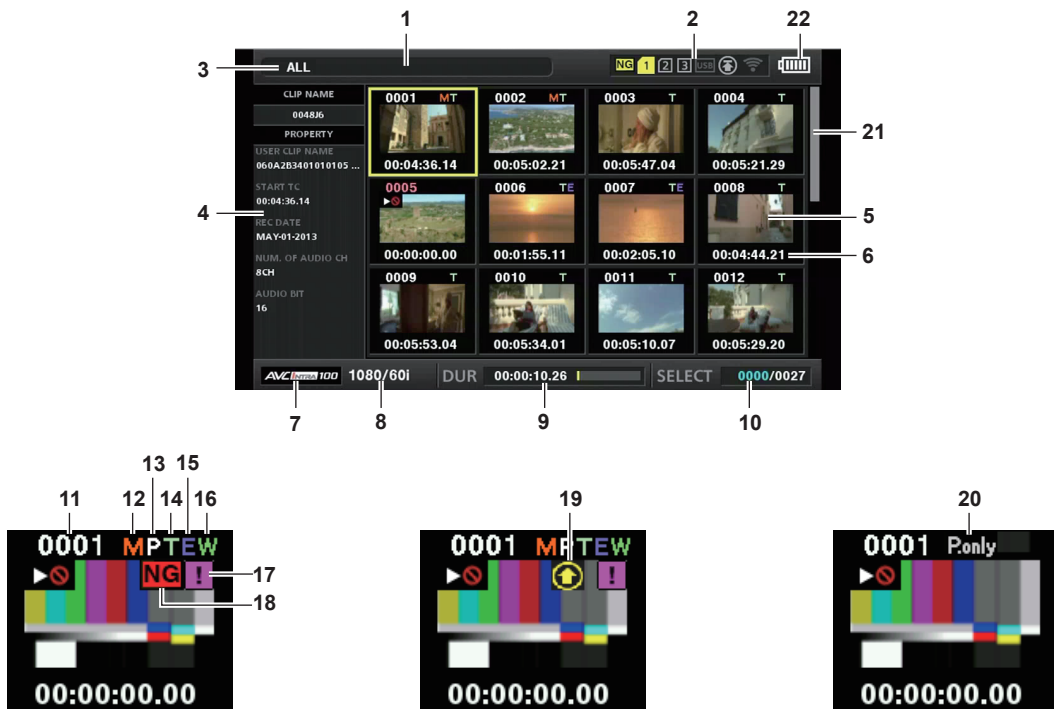 1
2
22
3
ALL
NG 1 2 3 USB
CLIP NAME
0048J6
PROPERTY
USER CLIP NAME
060A2B3401010105 ...
START TC
00:04:36.14
REC DATE
MAY-01-2013
NUM. OF AUDIO CH
8CH
AUDIO BIT
16
4
0001 MT
00:04:36.14
0002 MT
00:05:02.21
0003 T
00:05:47.04
0004 T
00:05:21.29
21
0005
00:00:00.00
0006 TE
00:01:55.11
0007 TE
00:02:05.10
0008 T
00:04:44.21
5
6
0009 T
00:05:53.04
0010 T
00:05:34.01
0011 T
00:05:10.07
0012 T
00:05:29.20
AVC INTRA 100
1080/60i
DUR 00:00:10.26
SELECT 0000/0027
7
8
9
10
11
12
13
14
15
16
0001 MPTEW
NG !
17
18
00:00:00.00
19
0001 MPTEW
!
00:00:00.00
20
0001 P.only
00:00:00.00